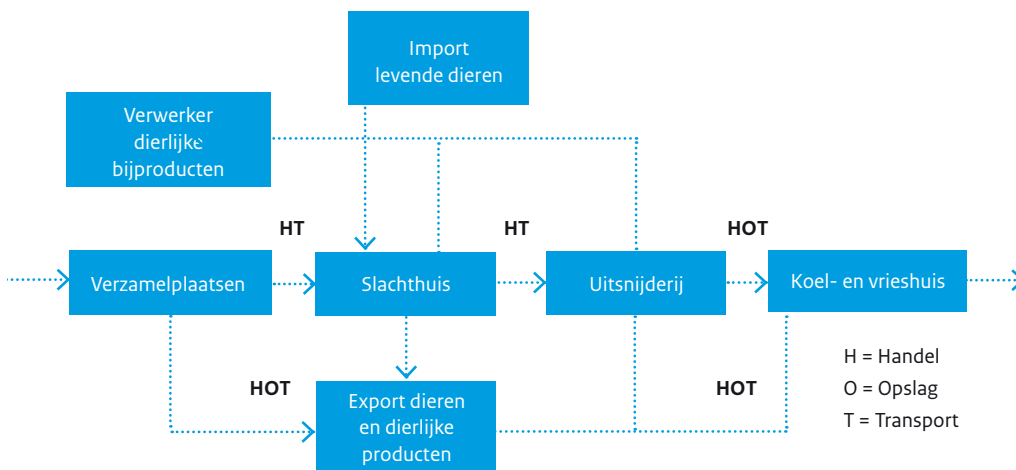 Import
levende dieren
Verwerker
dierlijke
bijproducten
HT
HT
HOT
Verzamelplaatsen
Slachthuis
Uitsnijderij
Koel- en vrieshuis
HOT
HOT
Export dieren
en dierlijke
producten
H = Handel
O = Opslag
T = Transport